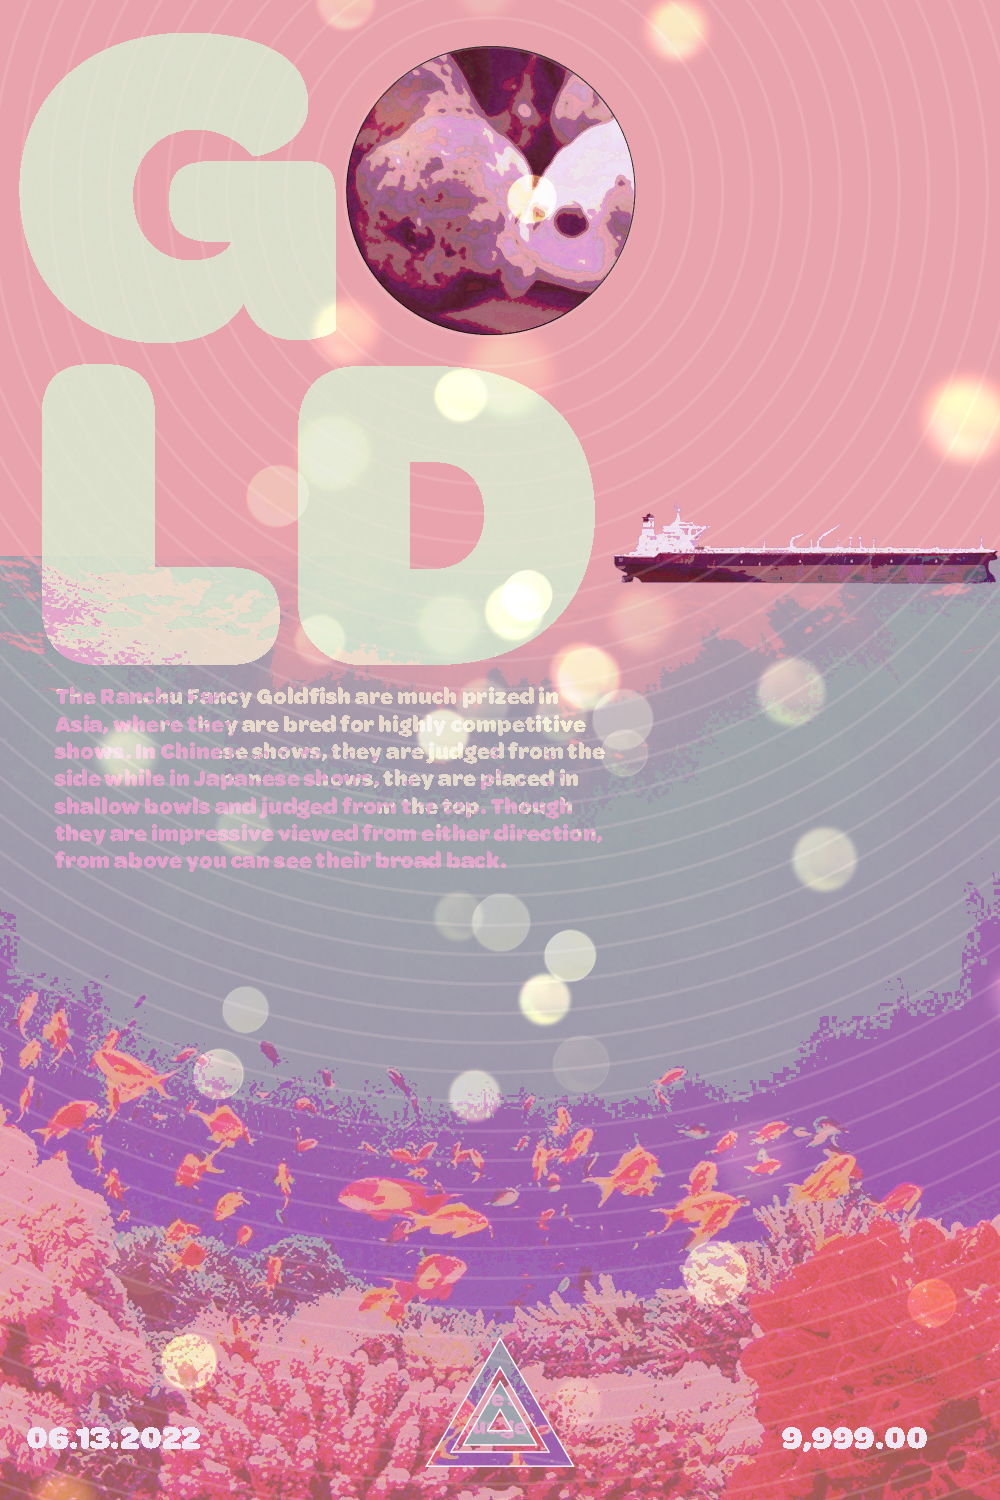 GO
LD
The Ranchu Fancy Goldfish are much prized in
Asia, where they are bred for highly competitive
shows. In Chinese shows, they are judged from the
side while in Japanese shows, they are placed in
shallow bowls and judged from the top. Though
they are impressive viewed from either direction,
from above you can see their broad back.
06.13.2022
9,999.00